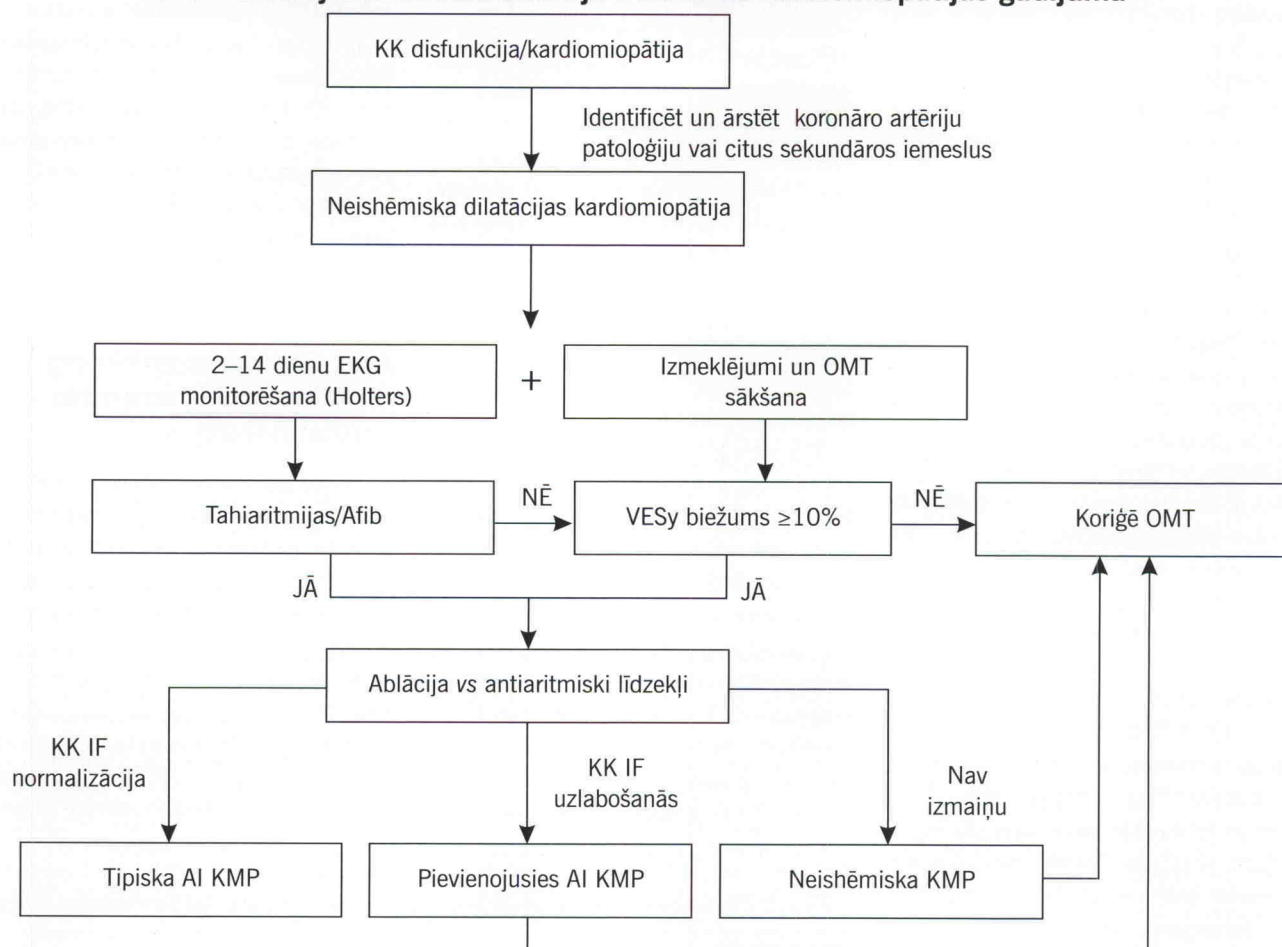 KK disfunkcija/kardiomiopātija
Identificēt un ārstēt koronāro artēriju
patoloģiju vai citus sekundāros iemeslus
Neishēmiska dilatācijas kardiomiopātija
2–14 dienu EKG
monitorēšana (Holters)
+
Izmeklējumi un OMT
sākšana
Tahiaritmijas/Afib
NĒ
VESy biežums ≥10%
NĒ
Koriģē OMT
JĀ
JĀ
Ablācija vs antiaritmiski līdzekļi
KK IF
normalizācija
KK IF
uzlabošanās
Nav
izmaiņu
Tipiska AI KMP
Pievienojusies AI KMP
Neishēmiska KMP